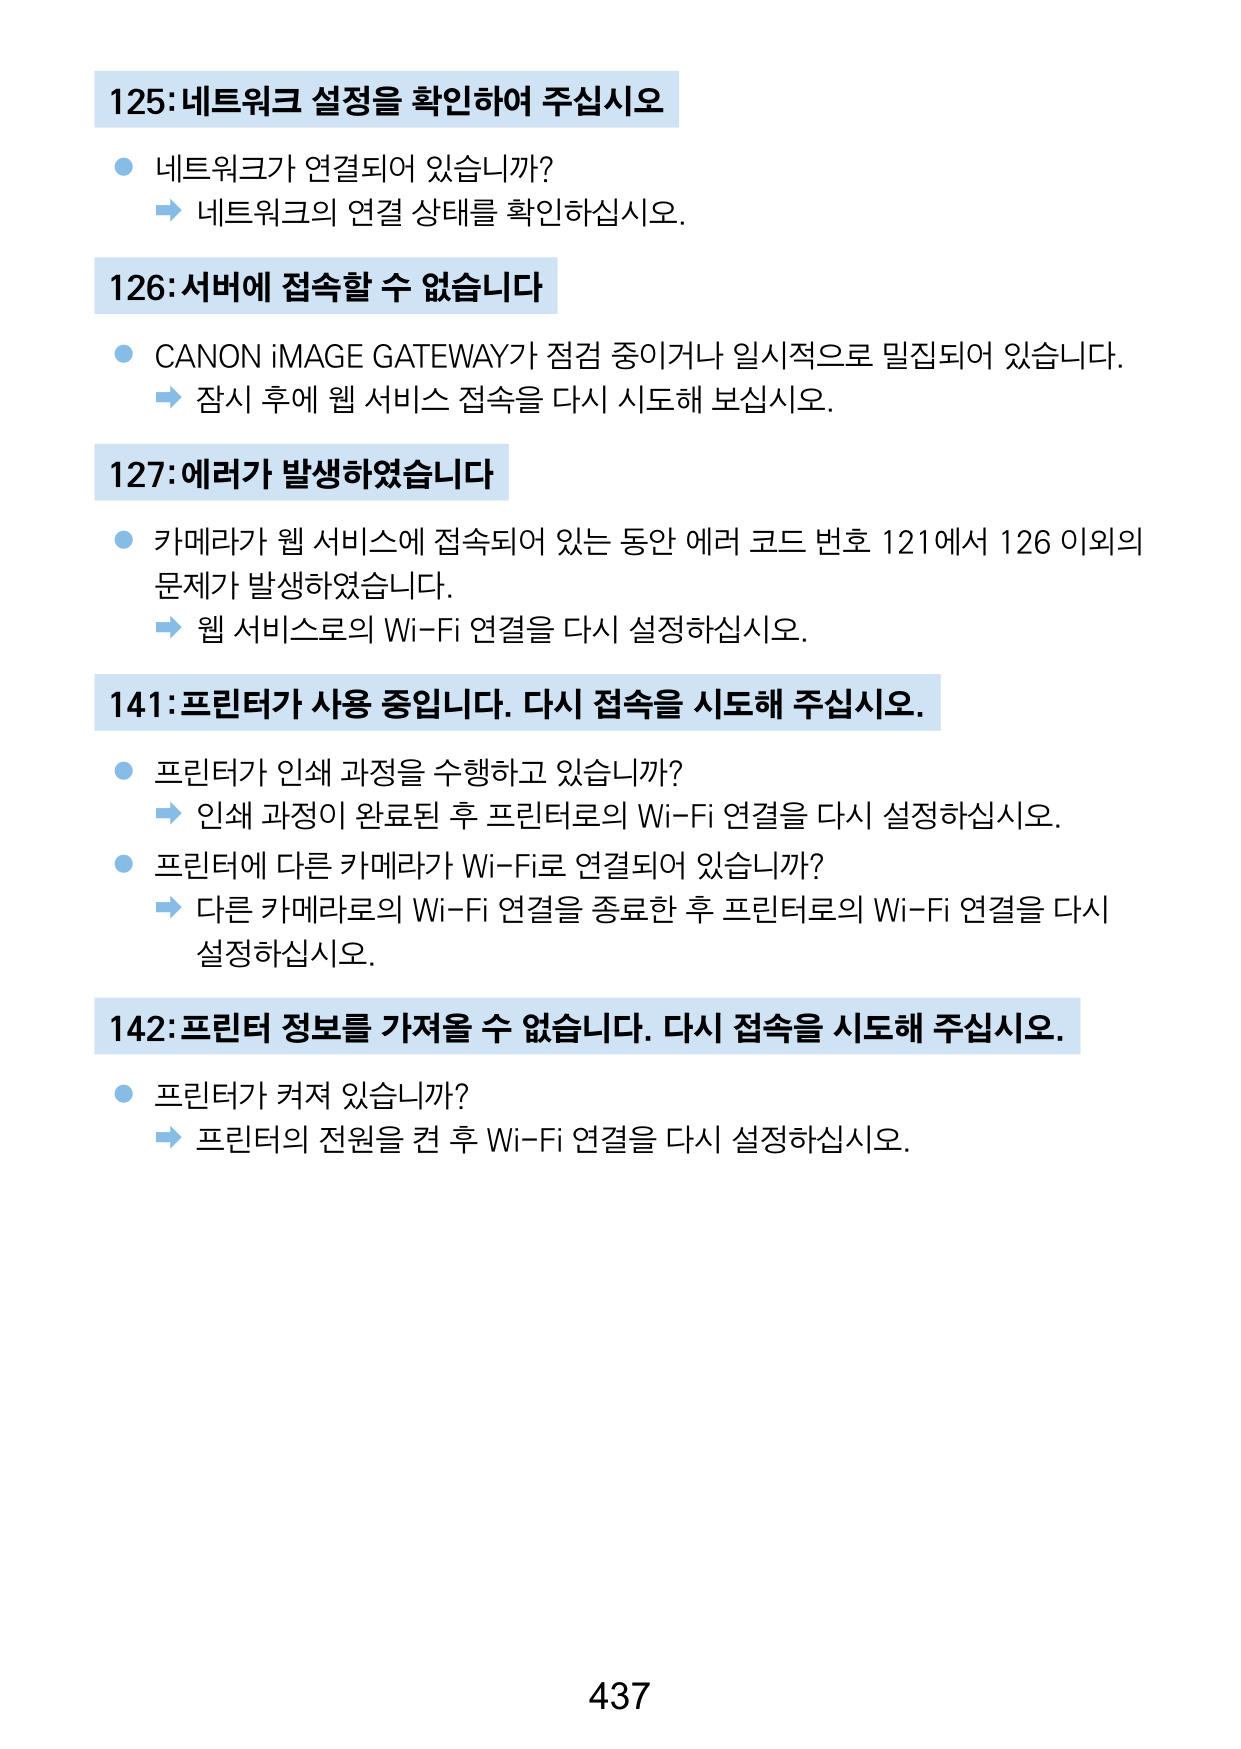 125:네트워크 설정을 확인하여 주십시오
● 네트워크가 연결되어 있습니까?
➡ 네트워크의 연결 상태를 확인하십시오.
126:서버에 접속할 수 없습니다
● CANON iMAGE GATEWAY가 점검 중이거나 일시적으로 밀집되어 있습니다.
➡ 잠시 후에 웹 서비스 접속을 다시 시도해 보십시오.
127:에러가 발생하였습니다
● 카메라가 웹 서비스에 접속되어 있는 동안 에러 코드 번호 121에서 126 이외의
문제가 발생하였습니다.
➡ 웹 서비스로의 Wi-Fi 연결을 다시 설정하십시오.
141:프린터가 사용 중입니다. 다시 접속을 시도해 주십시오.
● 프린터가 인쇄 과정을 수행하고 있습니까?
➡ 인쇄 과정이 완료된 후 프린터로의 Wi-Fi 연결을 다시 설정하십시오.
● 프린터에 다른 카메라가 Wi-Fi로 연결되어 있습니까?
➡ 다른 카메라로의 Wi-Fi 연결을 종료한 후 프린터로의 Wi-Fi 연결을 다시
설정하십시오.
142:프린터 정보를 가져올 수 없습니다. 다시 접속을 시도해 주십시오.
● 프린터가 켜져 있습니까?
➡ 프린터의 전원을 켠 후 Wi-Fi 연결을 다시 설정하십시오.
437